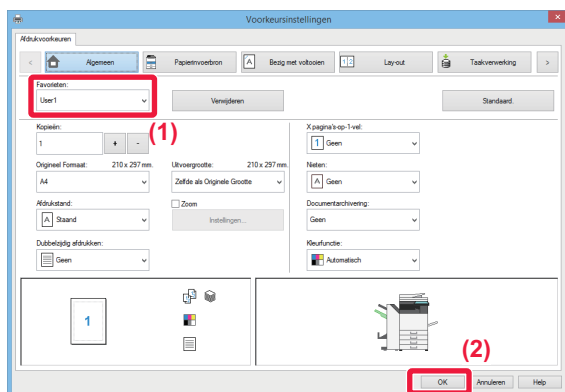 Voorkeursinstellingen
Afdrukvoorkeuren
Algemeen Papierinvoerbron Bezig met voltooien Lay-out Taakverwerking
Favorieten:
User1 Verwijderen Standaard.
(1)
Kopieën: X pagina's-op-1-vel:
1 + - 1 Geen
Origineel Formaat: 210 x 297 mm. Uitvoergrootte: 210 x 297 mm. Nieten:
A4 Zelfde als Originele Grootte A Geen
Afdrukstand: Zoom Documentarchivering:
A Staand Instellingen... Geen
Dubbelzijdig afdrukken: Kleurfunctie:
Geen Automatisch
1
(2)
OK Annuleren Help